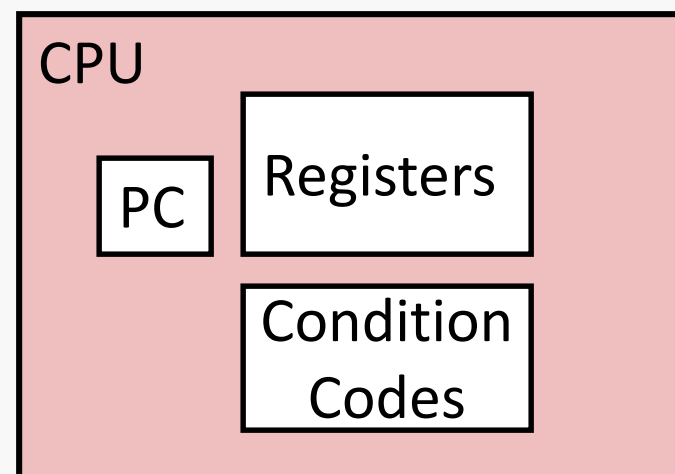 CPU
Registers
PC
Condition
Codes